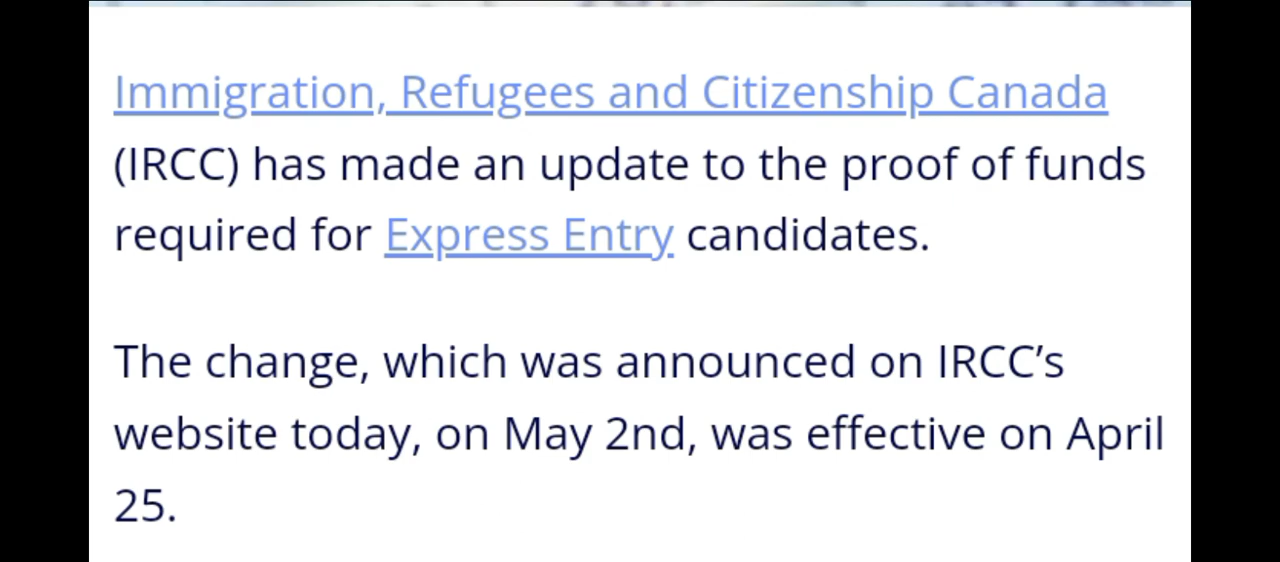 Immigration, Refugees and Citizenship Canada
(IRCC) has made an update to the proof of funds
required for Express Entry candidates.
The change, which was announced on IRCC’s
website today, on May 2nd, was effective on April
25.